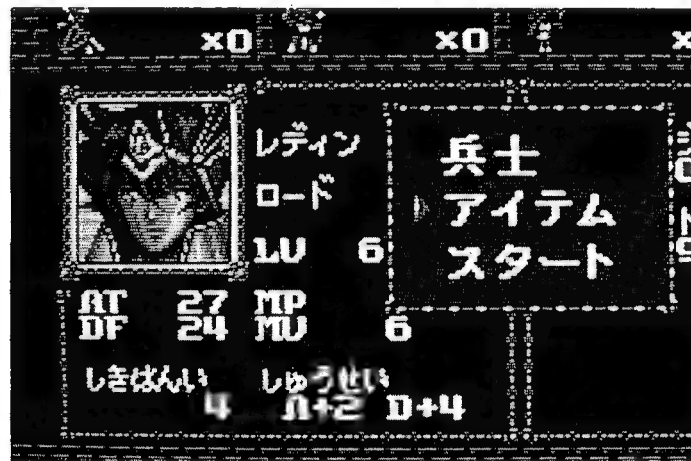 ×0 ×0 ×
レディン
ロード
LV 6
兵士
アイテム
スタート
AT 27 MP
DF 24 MV 6
しきはんい しゅうせい
4 A+2 D+4